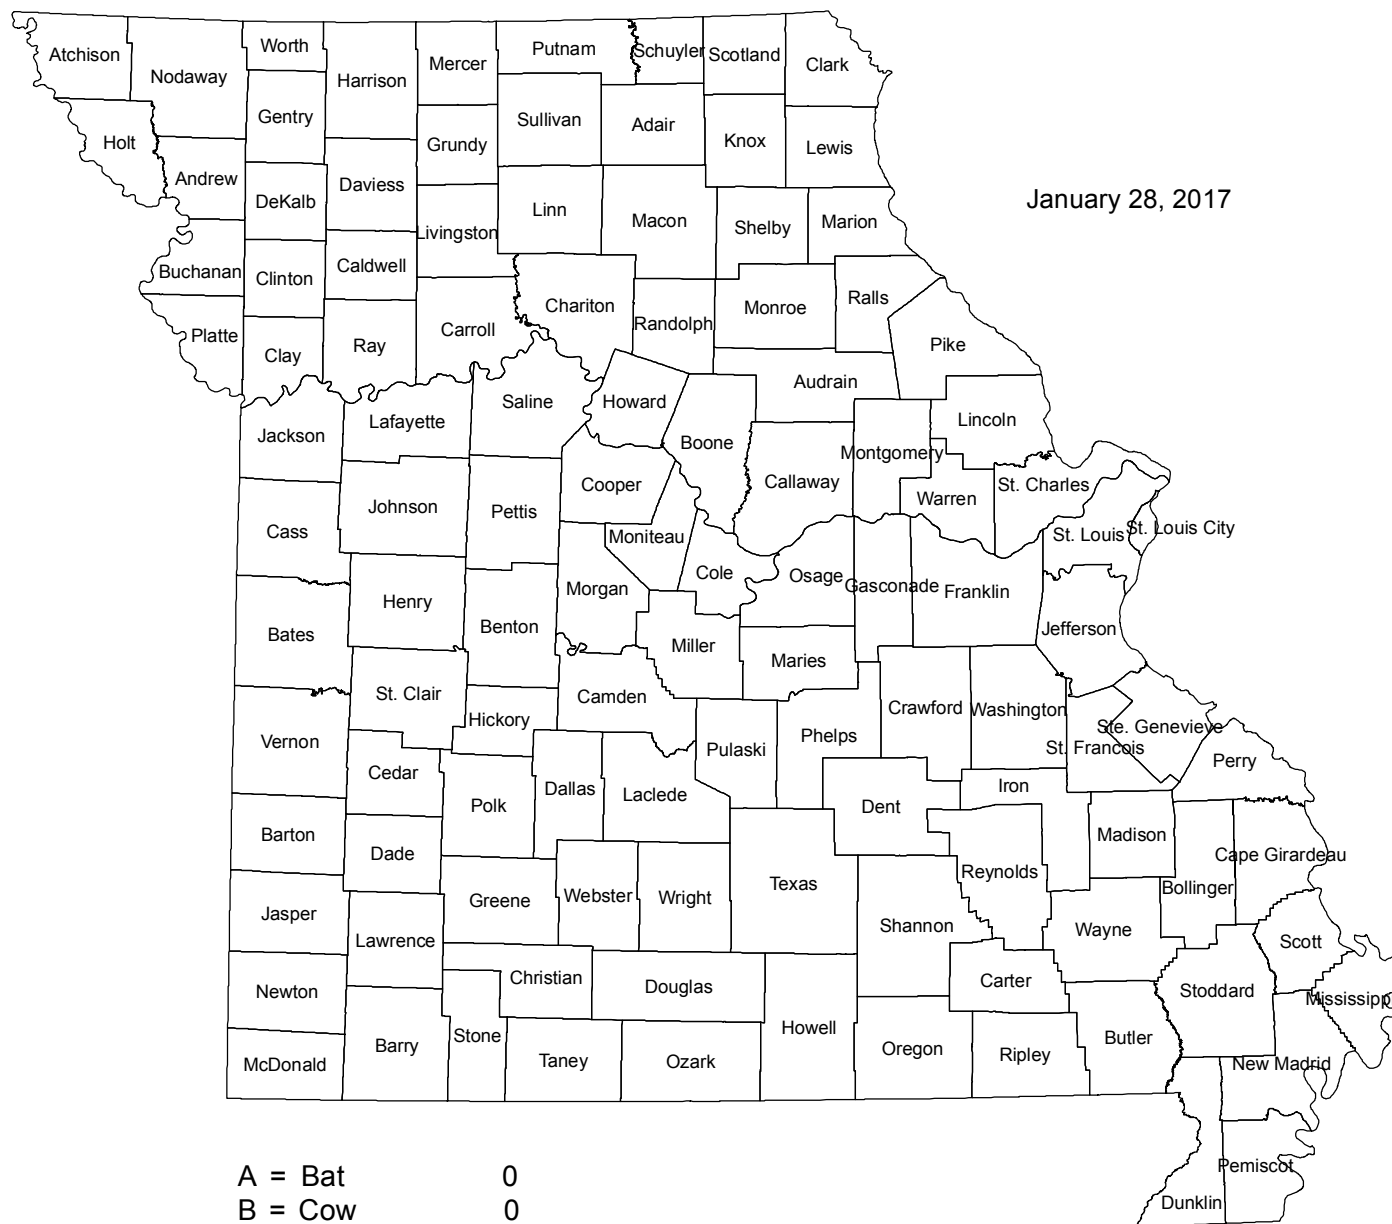 Atchison
Nodaway
Worth
Harrison
Mercer
Putnam
Schuyler
Scotland
Clark
Holt
Gentry
Grundy
Sullivan
Adair
Knox
Lewis
Andrew
DeKalb
Daviess
Livingston
Linn
Macon
Shelby
Marion
January 28, 2017
Buchanan
Clinton
Caldwell
Chariton
Randolph
Monroe
Ralls
Platte
Clay
Ray
Carroll
Pike
Audrain
Jackson
Lafayette
Saline
Howard
Boone
Lincoln
Montgomery
Callaway
Cooper
Warren
St. Charles
Cass
Johnson
Pettis
Moniteau
St. Louis
St. Louis City
Cole
Osage
Gasconade
Franklin
Morgan
Henry
Bates
Benton
Miller
Maries
Jefferson
St. Clair
Camden
Hickory
Crawford
Washington
Ste. Genevieve
St. Francois
Vernon
Pulaski
Phelps
Perry
Cedar
Polk
Dallas
Laclede
Dent
Iron
Barton
Dade
Madison
Cape Girardeau
Reynolds
Bollinger
Texas
Jasper
Greene
Webster
Wright
Lawrence
Shannon
Wayne
Scott
Newton
Christian
Douglas
Carter
Stoddard
Mississipp
McDonald
Barry
Stone
Taney
Ozark
Howell
Oregon
Ripley
Butler
New Madrid
Pemiscot
Dunklin
A = Bat 0
B = Cow 0